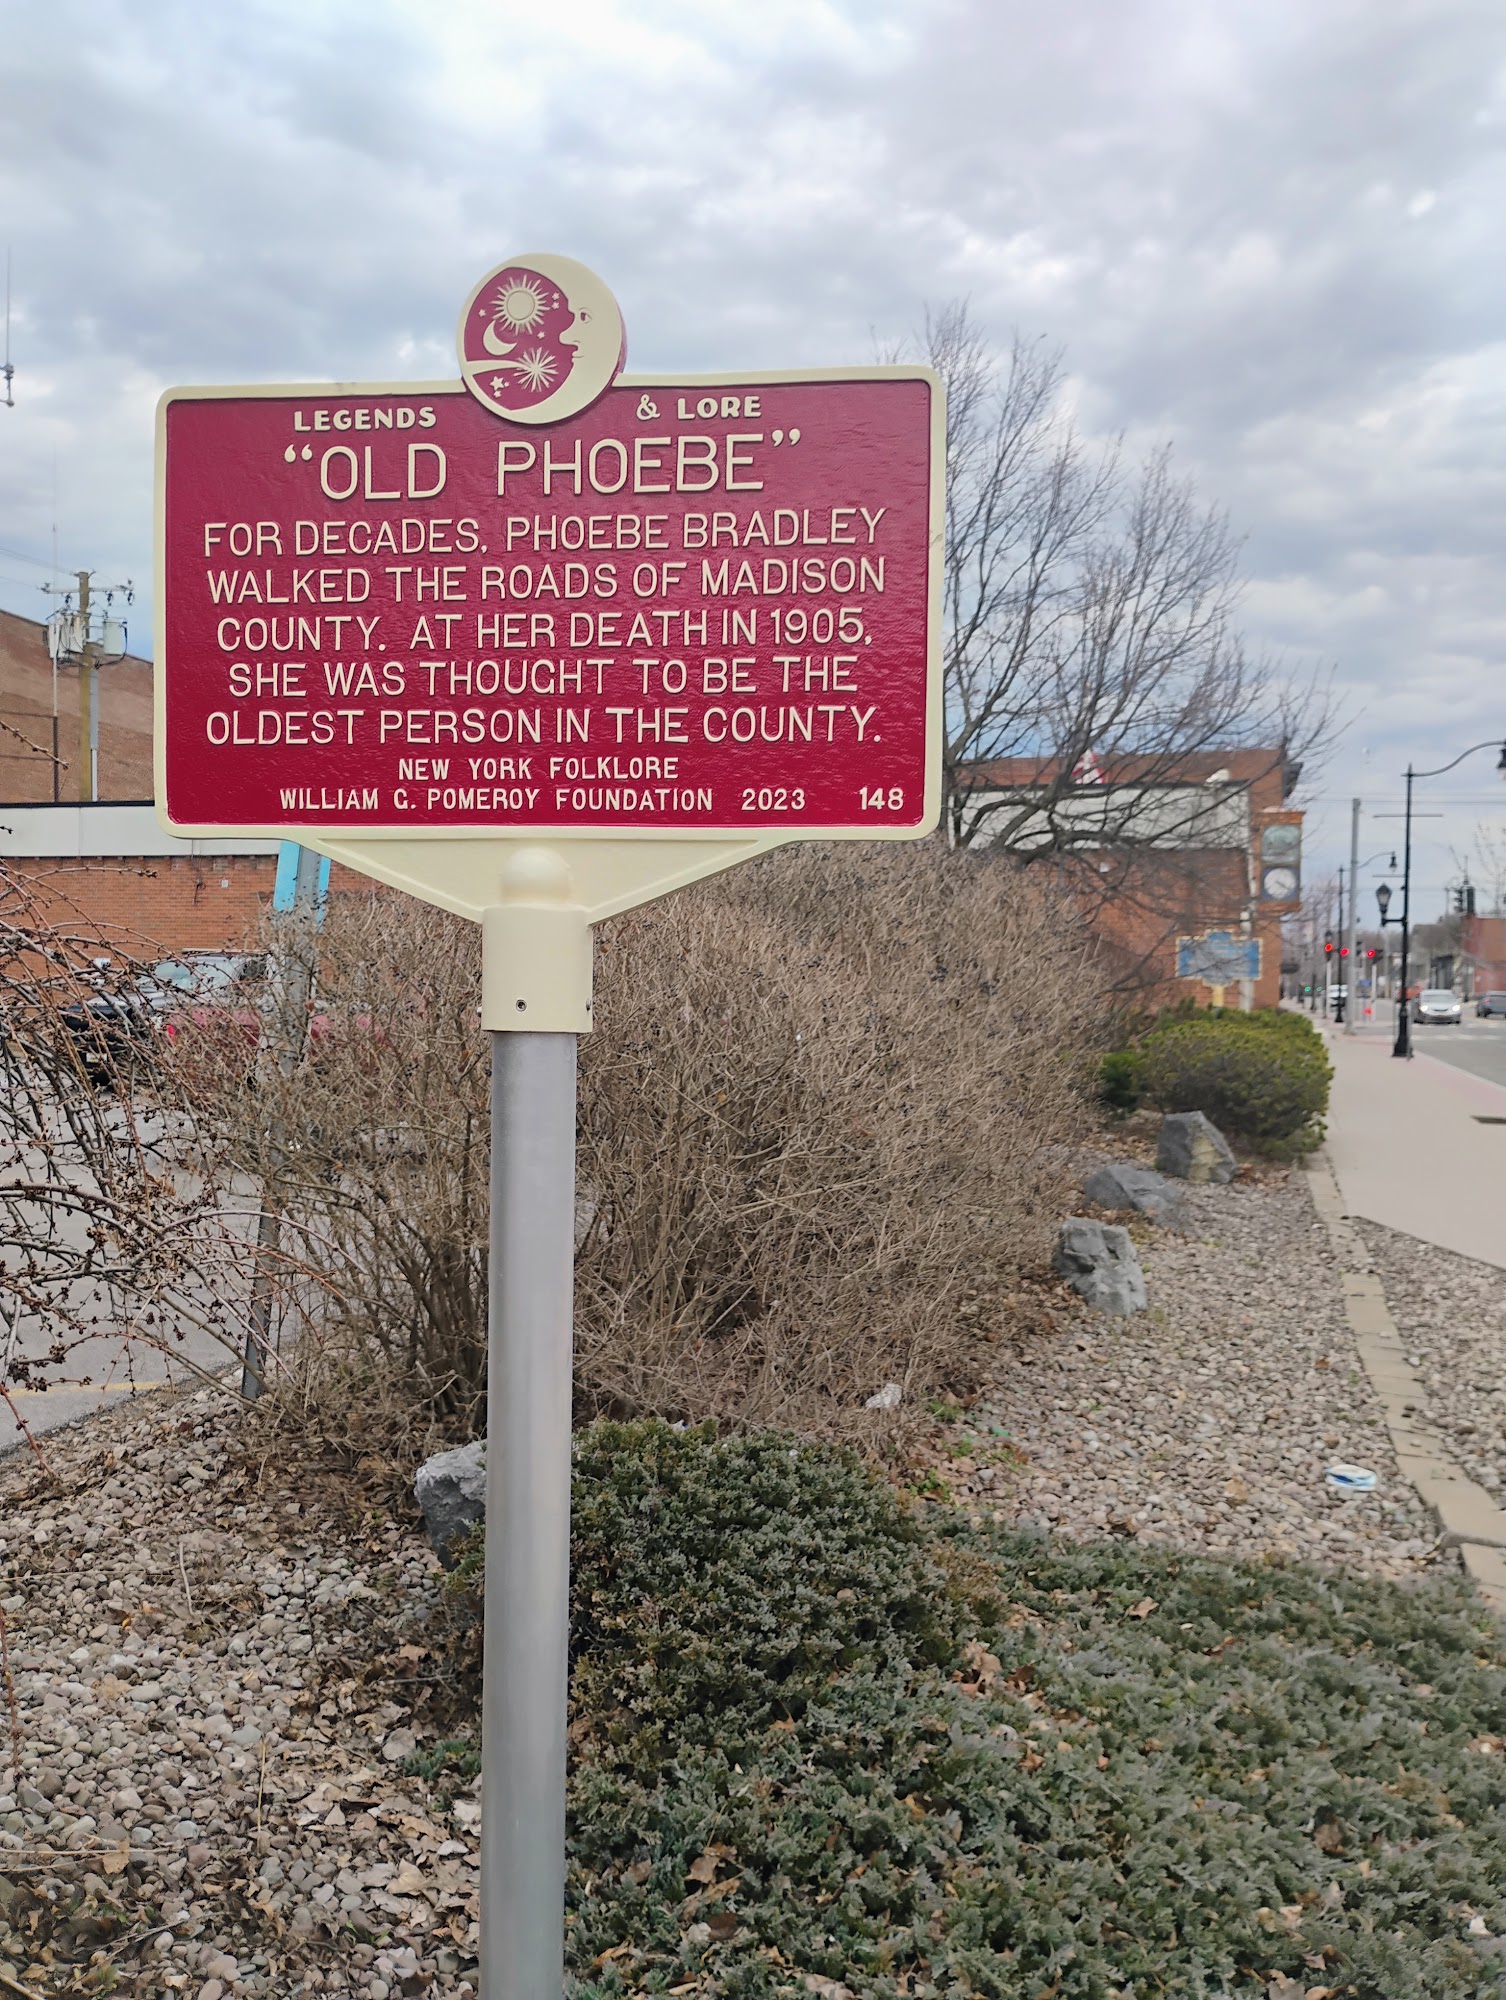 LEGENDS & LORE
“OLD PHOEBE”
FOR DECADES, PHOEBE BRADLEY
WALKED THE ROADS OF MADISON
COUNTY. AT HER DEATH IN 1905,
SHE WAS THOUGHT TO BE THE
OLDEST PERSON IN THE COUNTY.
NEW YORK FOLKLORE
WILLIAM G. POMEROY FOUNDATION 2023 148